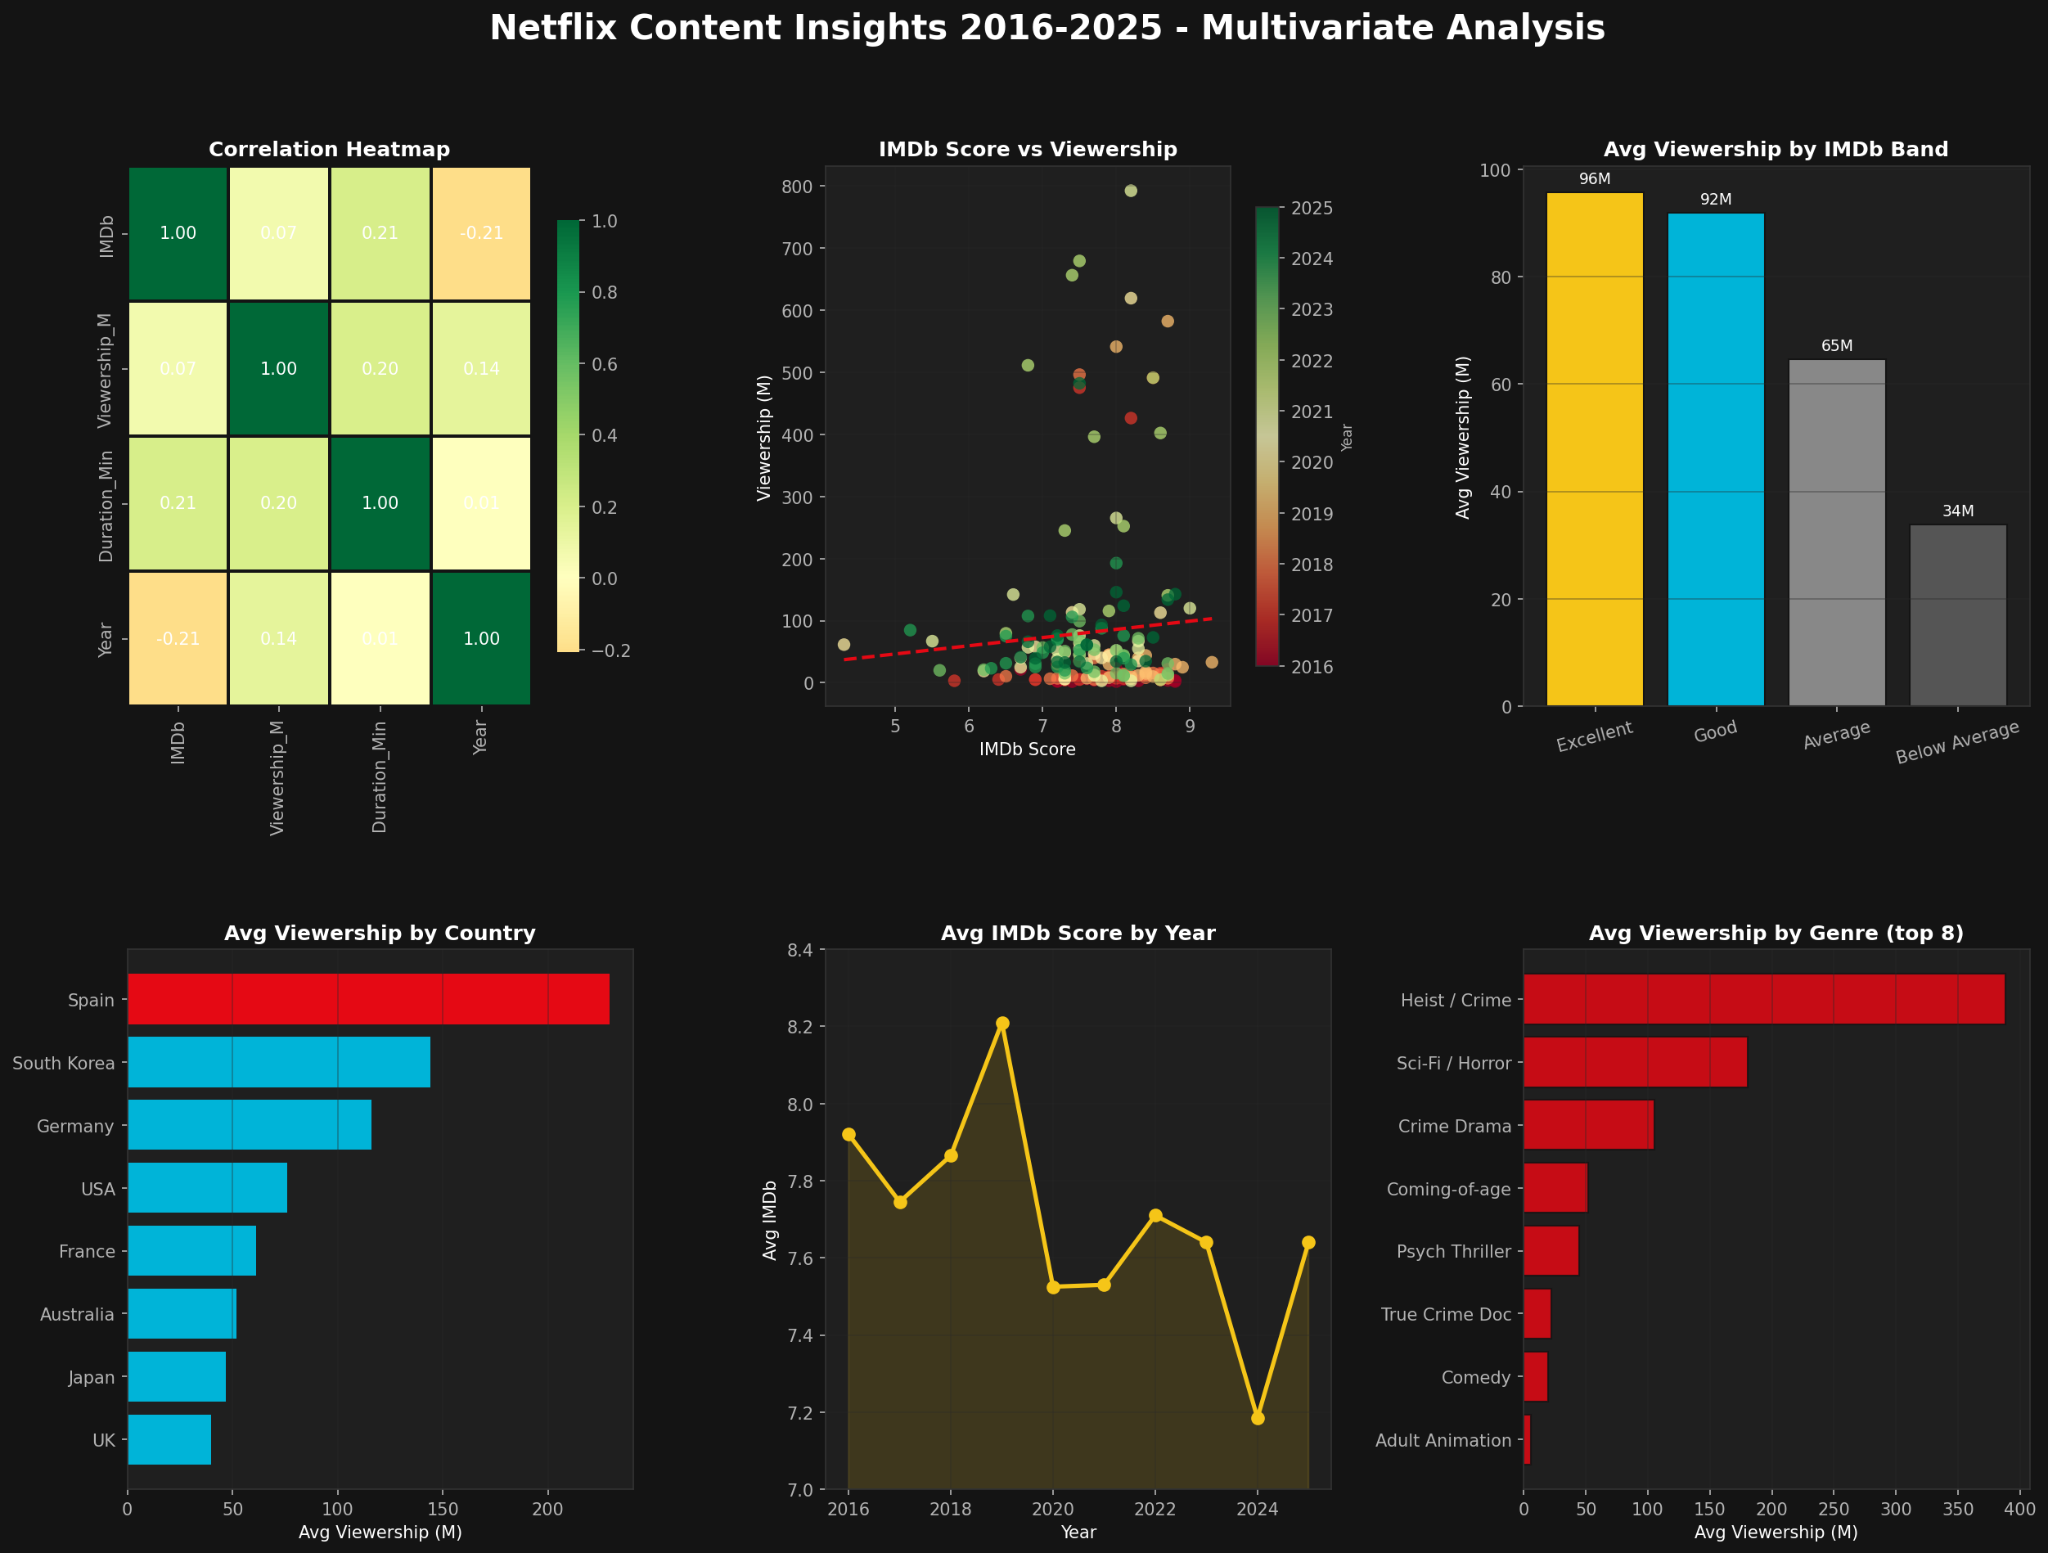 Netflix Content Insights 2016-2025 - Multivariate Analysis
Correlation Heatmap
IMDb
Viewership_M
Duration_Min
Year
1.00 0.07 0.21 -0.21
0.07 1.00 0.20 0.14
0.21 0.20 1.00 0.01
-0.21 0.14 0.01 1.00
IMDb
Viewership_M
Duration_Min
Year
1.0
0.8
0.6
0.4
0.2
0.0
−0.2
IMDb Score vs Viewership
Viewership (M)
800
700
600
500
400
300
200
100
0
5 6 7 8 9
IMDb Score
2025
2024
2023
2022
2021
2020
2019
2018
2017
2016
Year
Avg Viewership by IMDb Band
Avg Viewership (M)
100
80
60
40
20
0
96M
92M
65M
34M
Excellent
Good
Average
Below Average
Avg Viewership by Country
Spain
South Korea
Germany
USA
France
Australia
Japan
UK
0 50 100 150 200
Avg Viewership (M)
Avg IMDb Score by Year
Avg IMDb
8.4
8.2
8.0
7.8
7.6
7.4
7.2
7.0
2016 2018 2020 2022 2024
Year
Avg Viewership by Genre (top 8)
Heist / Crime
Sci-Fi / Horror
Crime Drama
Coming-of-age
Psych Thriller
True Crime Doc
Comedy
Adult Animation
0 50 100 150 200 250 300 350 400
Avg Viewership (M)